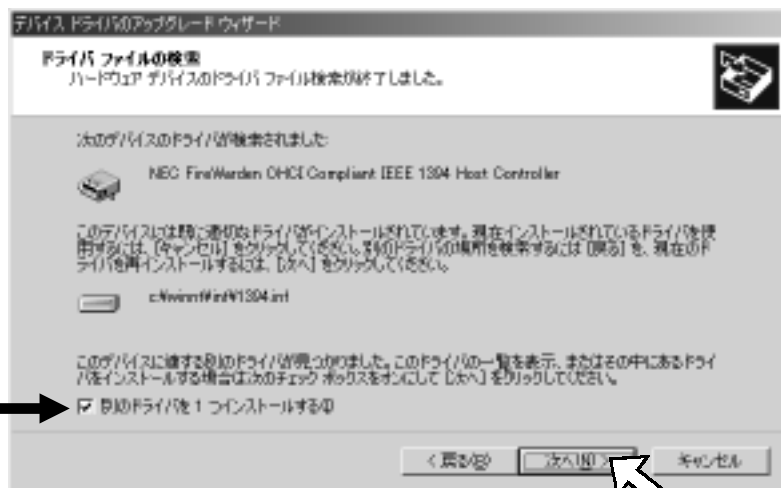 デバイス ドライバのアップグレード ウィザード
ドライバ ファイルの検索
ハードウェア デバイスのドライバ ファイル検索が終了しました。
次のデバイスのドライバが検索されました:
NEC FireWarden OHCI Compliant IEEE 1394 Host Controller
このデバイスには既に適切なドライバがインストールされています。現在インストールされているドライバを使
用するには、[キャンセル] をクリックしてください。別のドライバの場所を検索するには [戻る] を、現在のド
ライバを再インストールするには、[次へ] をクリックしてください。
c:¥winnt¥inf¥1394.inf
このデバイスに適する別のドライバが見つかりました。このドライバの一覧を表示、またはその中にあるドライ
バをインストールする場合は次のチェック ボックスをオンにして [次へ] をクリックしてください。
別のドライバを 1 つインストールする(I)
< 戻る(B)
次へ(N) >
キャンセル